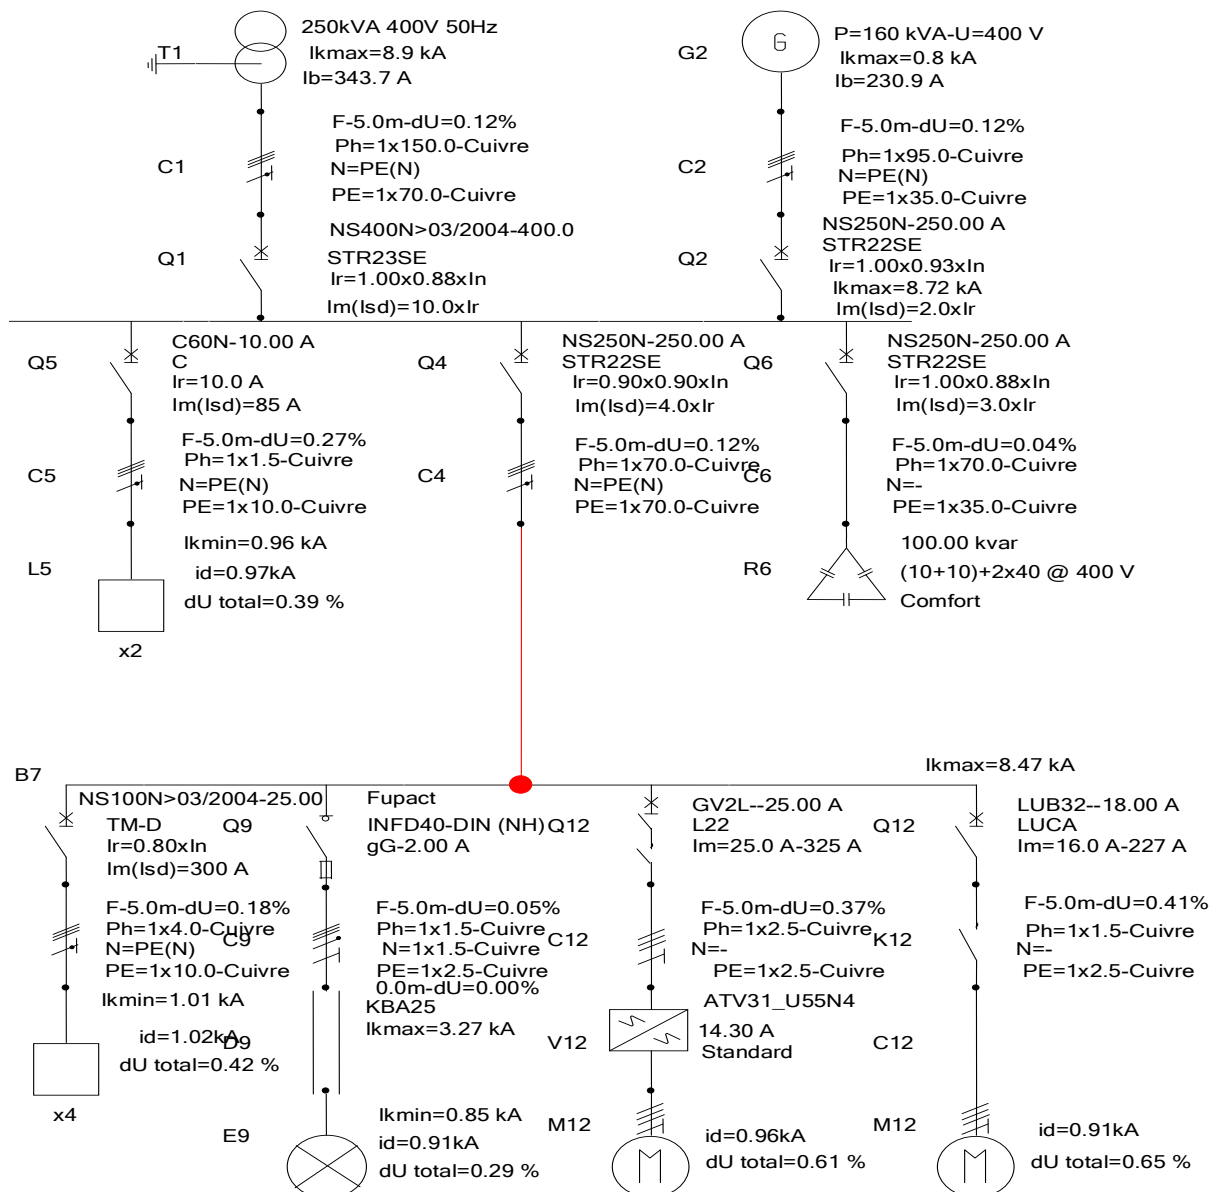 T1
250kVA 400V 50Hz
Ikmax=8.9 kA
Ib=343.7 A
G2
G
P=160 kVA-U=400 V
Ikmax=0.8 kA
Ib=230.9 A
C1
F-5.0m-dU=0.12%
Ph=1x150.0-Cuivre
N=PE(N)
PE=1x70.0-Cuivre
C2
F-5.0m-dU=0.12%
Ph=1x95.0-Cuivre
N=PE(N)
PE=1x35.0-Cuivre
Q1
NS400N>03/2004-400.0
STR23SE
Ir=1.00x0.88xIn
Im(Isd)=10.0xIr
Q2
NS250N-250.00 A
STR22SE
Ir=1.00x0.93xIn
Ikmax=8.72 kA
Im(Isd)=2.0xIr
Q5
C60N-10.00 A
C
Ir=10.0 A
Im(Isd)=85 A
Q4
NS250N-250.00 A
STR22SE
Ir=0.90x0.90xIn
Im(Isd)=4.0xIr
Q6
NS250N-250.00 A
STR22SE
Ir=1.00x0.88xIn
Im(Isd)=3.0xIr
C5
F-5.0m-dU=0.27%
Ph=1x1.5-Cuivre
N=PE(N)
PE=1x10.0-Cuivre
C4
F-5.0m-dU=0.12%
Ph=1x70.0-Cuivre
N=PE(N)
PE=1x70.0-Cuivre
C6
F-5.0m-dU=0.04%
Ph=1x70.0-Cuivre
N=-
PE=1x35.0-Cuivre
L5
Ikmin=0.96 kA
id=0.97kA
dU total=0.39 %
x2
R6
100.00 kvar
(10+10)+2x40 @ 400 V
Comfort
B7
Ikmax=8.47 kA
NS100N>03/2004-25.00
TM-D
Ir=0.80xIn
Im(Isd)=300 A
Q9
Fupact
INFD40-DIN (NH)
gG-2.00 A
Q12
GV2L--25.00 A
L22
Im=25.0 A-325 A
Q12
LUB32--18.00 A
LUCA
Im=16.0 A-227 A
F-5.0m-dU=0.18%
Ph=1x4.0-Cuivre
N=PE(N)
PE=1x10.0-Cuivre
C9
F-5.0m-dU=0.05%
Ph=1x1.5-Cuivre
N=1x1.5-Cuivre
PE=1x2.5-Cuivre
C12
F-5.0m-dU=0.37%
Ph=1x2.5-Cuivre
N=-
PE=1x2.5-Cuivre
K12
F-5.0m-dU=0.41%
Ph=1x1.5-Cuivre
N=-
PE=1x2.5-Cuivre
Ikmin=1.01 kA
id=1.02kA
dU total=0.42 %
x4
D9
0.0m-dU=0.00%
KBA25
Ikmax=3.27 kA
V12
ATV31_U55N4
14.30 A
Standard
C12
E9
Ikmin=0.85 kA
id=0.91kA
dU total=0.29 %
M12
M
id=0.96kA
dU total=0.61 %
M12
M
id=0.91kA
dU total=0.65 %